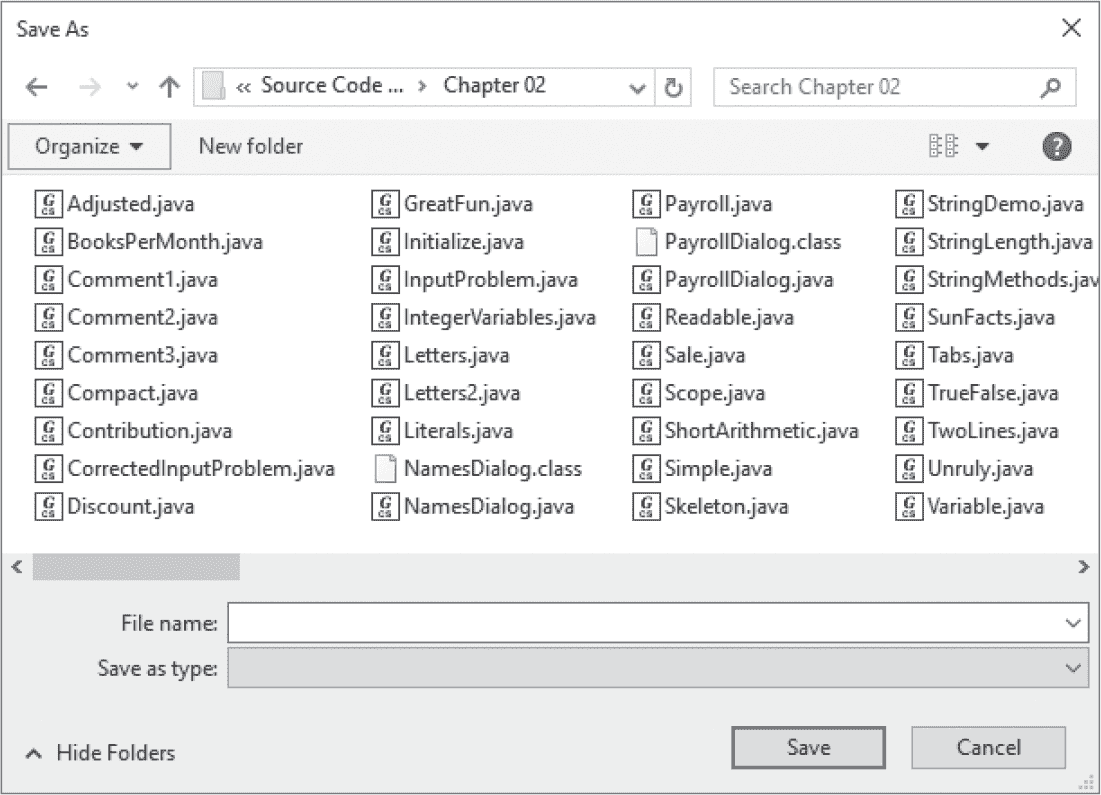 Save As
« Source Code ... › Chapter 02
Search Chapter 02
Organize
New folder
?
Adjusted.java GreatFun.java Payroll.java StringDemo.java
BooksPerMonth.java Initialize.java PayrollDialog.class StringLength.java
Comment1.java InputProblem.java PayrollDialog.java StringMethods.jav
Comment2.java IntegerVariables.java Readable.java SunFacts.java
Comment3.java Letters.java Sale.java Tabs.java
Compact.java Letters2.java Scope.java TrueFalse.java
Contribution.java Literals.java ShortArithmetic.java TwoLines.java
CorrectedInputProblem.java NamesDialog.class Simple.java Unruly.java
Discount.java NamesDialog.java Skeleton.java Variable.java
File name:
Save as type:
Hide Folders
Save
Cancel